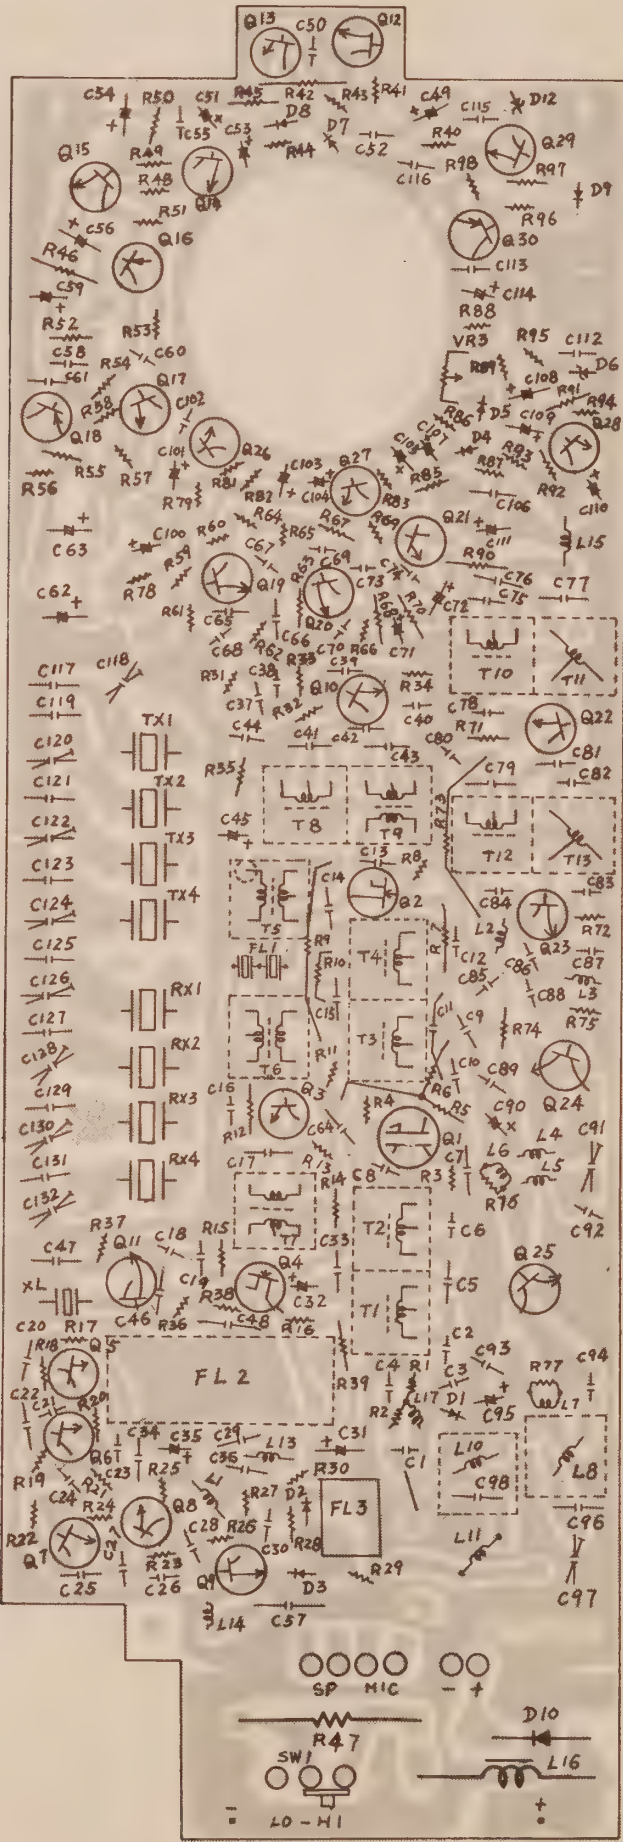 Q13 C50 Q12
C54 R50 C51 R45 R42 R43 R41 C49 C115 D12
C55 C53 D8 D7 C52 R40 Q29
Q15 R49 R44 C116 R98 R97
R48 Q14 D9
C56 R51 R96
R46 Q16 Q30
C59 C113
C114
R52 R53 R88
C58 C60 VR3 R95 C112
C61 R54 R89 D6
Q17 C102 C108 R91
R38 R86 D5 C109 R94
Q18 Q26 C107 D4 Q28
R55 R57 C101 C103 Q27 C105 R87 R93
R56 R79 R81 R82 C104 R83 R85 C106 R92 C110
R64 R67 R69 Q21 C111
C63 C100 R60 C67 R65 R90 L15
R59 R63 C69 C73 C74 C76 C77
C62 R78 Q19 C75
R61 C65 Q20 R68 R70 C72
C68 R62 C66 C70 R66 C71
C117 C118 R31 C38 R33 C39 T10 T11
C119 C37 R32 Q10 R34
TX1 C44 C40 C78 Q22
C120 C41 C42 R71
R35 C43 C80 C81
C121 TX2 C79 C82
C122 C45 T8 T9 R73
TX3 T12 T13
C123 C13 R8
C124 TX4 C14 Q2 C84 C83
T5 L2 Q23 R72
C125 FL1 R9 R10 T4 R7 C12 C86 C87
C126 C85 C88 L3
RX1 C15 C11 C9 R75
C127 T3 R74
C128 RX2 T6 R11 C10 C89
C129 C16 Q3 R6 Q24
C130 RX3 R12 C64 R4 R5 C90 C91
Q1 L6 L4
C131 RX4 C17 R13 C8 C7 L5
C132 R14 R3 R76
R37 T7 T2 C92
Q11 C18 R15 C33 C6
C47 Q4 Q25
XL C19 R38 C32 T1 C5
C46 R36 C48 R16
C20 R17 C2 C93
R18 Q5 R39 R77 C94
FL2 C4 R1 C3
C22 C21 R20 L17 D1 C95 L7
C34 C35 C29 L13 C31 R2
Q6 C36 C1 L10 L8
R19 C23 R25 R30
C24 R21 L1 R27 D2 C98
R24 Q8 FL3
R22 C28 R26 R28 C96
Q7 C27 R23 C30 L11
C25 C26 Q9 D3 R29
C97
L14 C57
SP MIC - +
D10
R47
SW1 L16
- LO-HI +